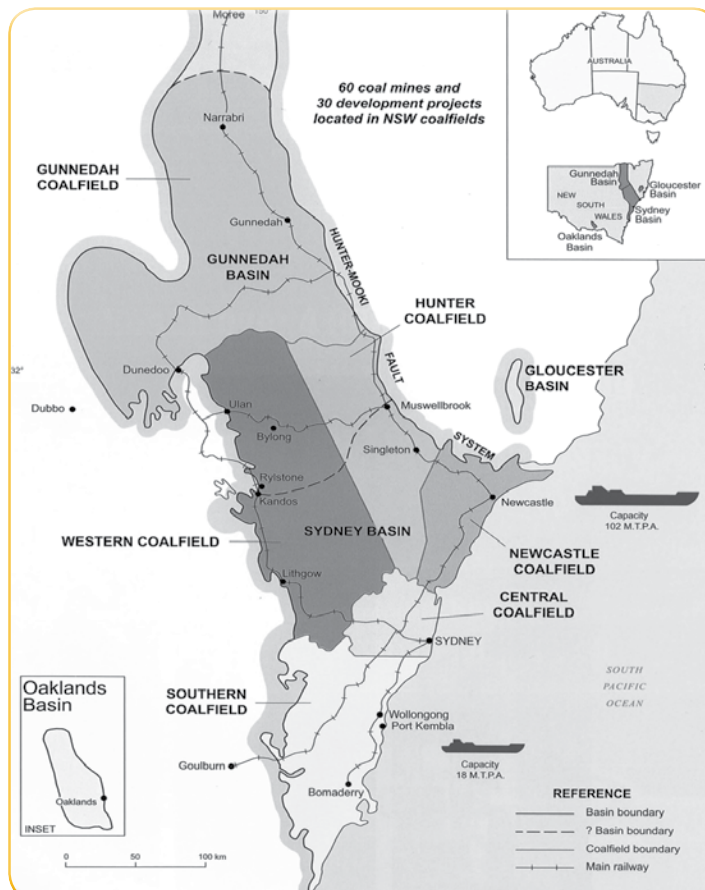 Moree
150°
60 coal mines and
30 development projects
located in NSW coalfields
AUSTRALIA
Gunnedah
Basin
NEW
SOUTH
WALES
Gloucester
Basin
Sydney
Basin
Oaklands
Basin
Narrabri
GUNNEDAH
COALFIELD
Gunnedah
GUNNEDAH
BASIN
HUNTER-MOOKI
FAULT
SYSTEM
HUNTER
COALFIELD
32°
Dunedoo
GLOUCESTER
BASIN
Dubbo
Ulan
Muswellbrook
Bylong
Singleton
Rylstone
Kandos
Newcastle
Capacity
102 M.T.P.A.
WESTERN COALFIELD
SYDNEY BASIN
NEWCASTLE
COALFIELD
Lithgow
CENTRAL
COALFIELD
SYDNEY
SOUTH
PACIFIC
OCEAN
Oaklands
Basin
Oaklands
INSET
SOUTHERN
COALFIELD
Wollongong
Port Kembla
Goulburn
Capacity
18 M.T.P.A.
Bomaderry
REFERENCE
Basin boundary
? Basin boundary
Coalfield boundary
Main railway
0 50 100 km